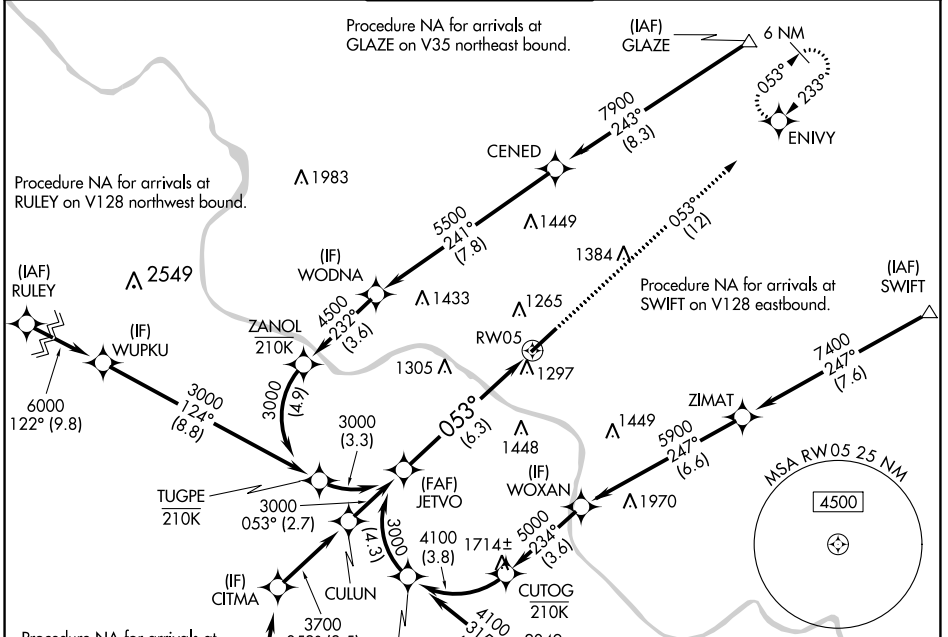 Procedure NA for arrivals at
GLAZE on V35 northeast bound.
(IAF)
GLAZE
6 NM
053°
233°
ENIVY
7900
243°
(8.3)
CENED
1983
Procedure NA for arrivals at
RULEY on V128 northwest bound.
5500
241°
(7.8)
1449
053°
(12)
1384
(IAF)
RULEY
2549
(IF)
WODNA
1433
1265
Procedure NA for arrivals at
SWIFT on V128 eastbound.
(IAF)
SWIFT
(IF)
WUPKU
ZANOL
210K
4500
232°
(3.6)
RW05
1305
1297
7400
247°
(7.6)
6000
122° (9.8)
3000
124°
(8.8)
3000
(4.9)
3000
(3.3)
053°
(6.3)
1448
1449
ZIMAT
5900
247°
(6.6)
MSA RW05 25 NM
4500
TUGPE
210K
(FAF)
JETVO
(IF)
WOXAN
1970
3000
053° (2.7)
3000
(4.3)
4100
(3.8)
1714±
5000
234°
(3.6)
(IF)
CITMA
CULUN
CUTOG
210K
3700
4100
Procedure NA for arrivals at